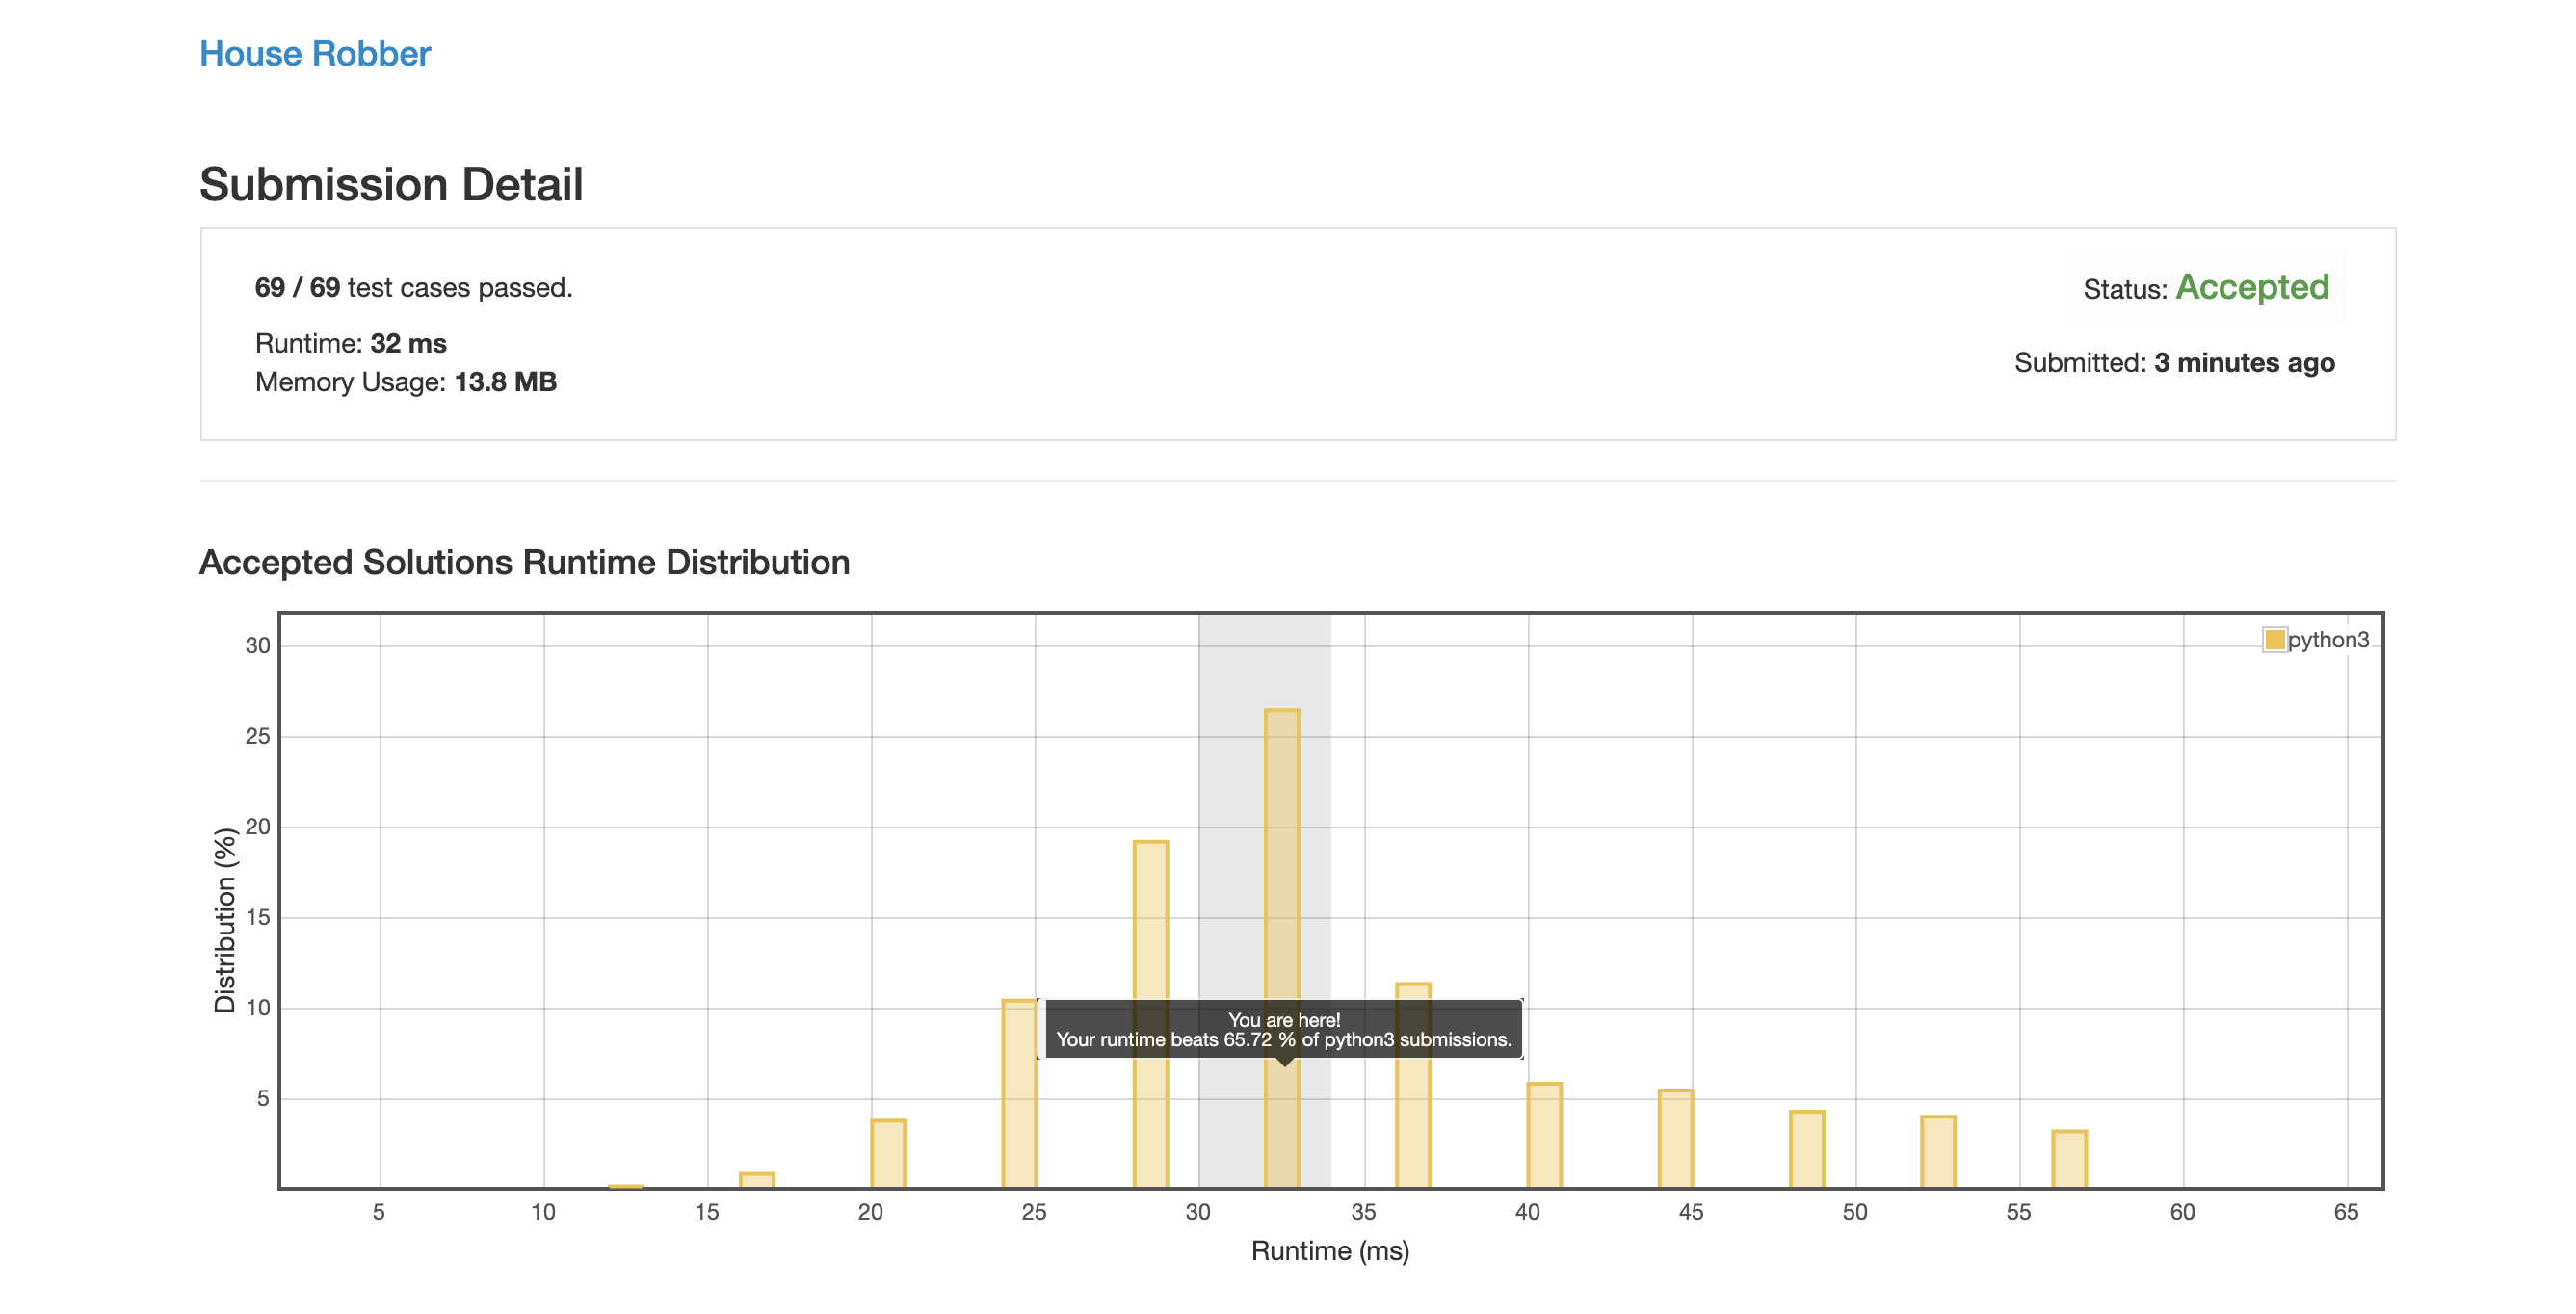 House Robber
Submission Detail
69 / 69 test cases passed.
Status: Accepted
Runtime: 32 ms
Submitted: 3 minutes ago
Memory Usage: 13.8 MB
Accepted Solutions Runtime Distribution
python3
Distribution (%)
30
25
20
15
10
5
You are here!
Your runtime beats 65.72 % of python3 submissions.
5 10 15 20 25 30 35 40 45 50 55 60 65
Runtime (ms)